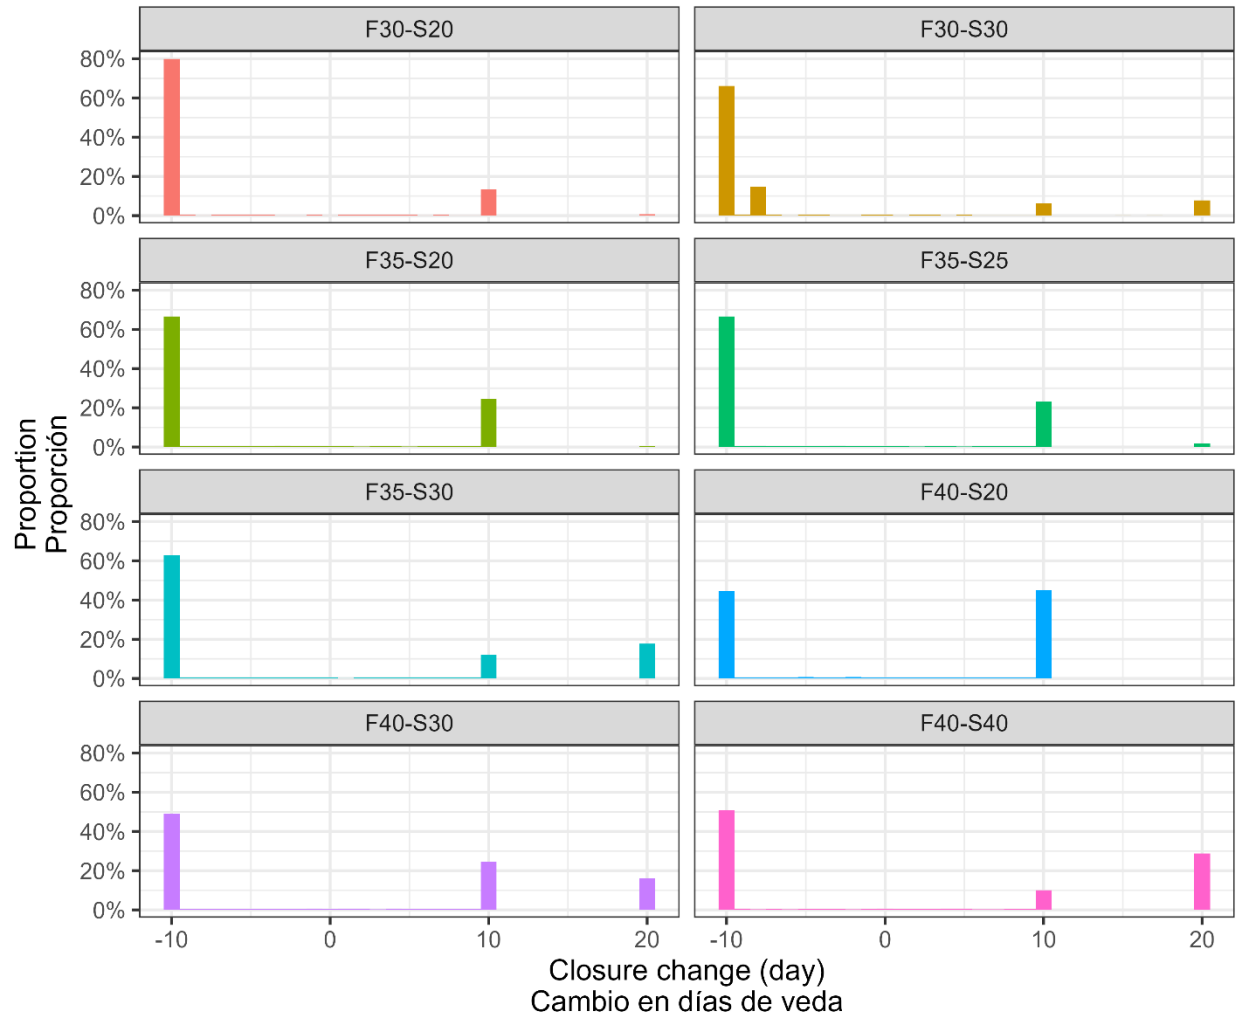 F30-S20
F30-S30
80%
60%
40%
20%
0%
F35-S20
F35-S25
80%
60%
40%
20%
0%
F35-S30
F40-S20
80%
60%
40%
20%
0%
F40-S30
F40-S40
80%
60%
40%
20%
0%
-10 0 10 20
-10 0 10 20
Proportion
Proporción
Closure change (day)
Cambio en días de veda